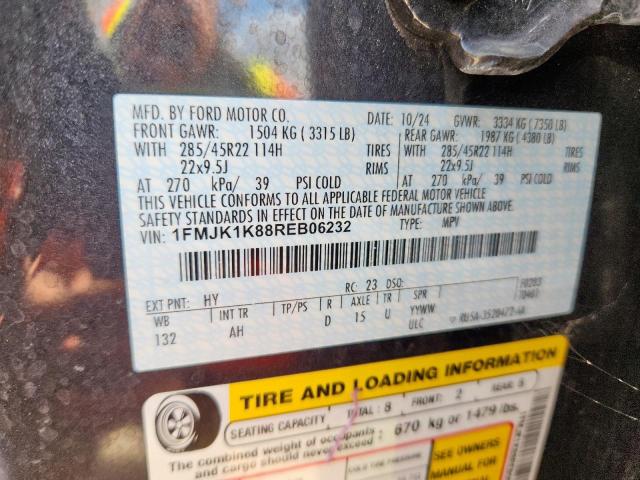 MFD. BY FORD MOTOR CO.
DATE: 10/24 GVWR: 3334 KG ( 7350 LB)
FRONT GAWR: 1504 KG ( 3315 LB)
REAR GAWR: 1987 KG ( 4380 LB)
WITH 285/45R22 114H TIRES
WITH 285/45R22 114H TIRES
22x9.5J RIMS
22x9.5J RIMS
AT 270 kPa/ 39 PSI COLD
AT 270 kPa/ 39 PSI COLD
THIS VEHICLE CONFORMS TO ALL APPLICABLE FEDERAL MOTOR VEHICLE
SAFETY STANDARDS IN EFFECT ON THE DATE OF MANUFACTURE SHOWN ABOVE.
VIN: 1FMJK1K88REB06232
TYPE: MPV
EXT PNT: HY RC: 23 DSO:
WB INT TR TP/PS R AXLE TR SPR
132 AH D 15 U YYWW
ULC
TIRE AND LOADING INFORMATION
SEATING CAPACITY TOTAL : 8 FRONT: 2 REAR: 6
The combined weight of occupants
and cargo should never exceed : 670 kg or 1479 lbs.
SEE OWNERS
MANUAL FOR